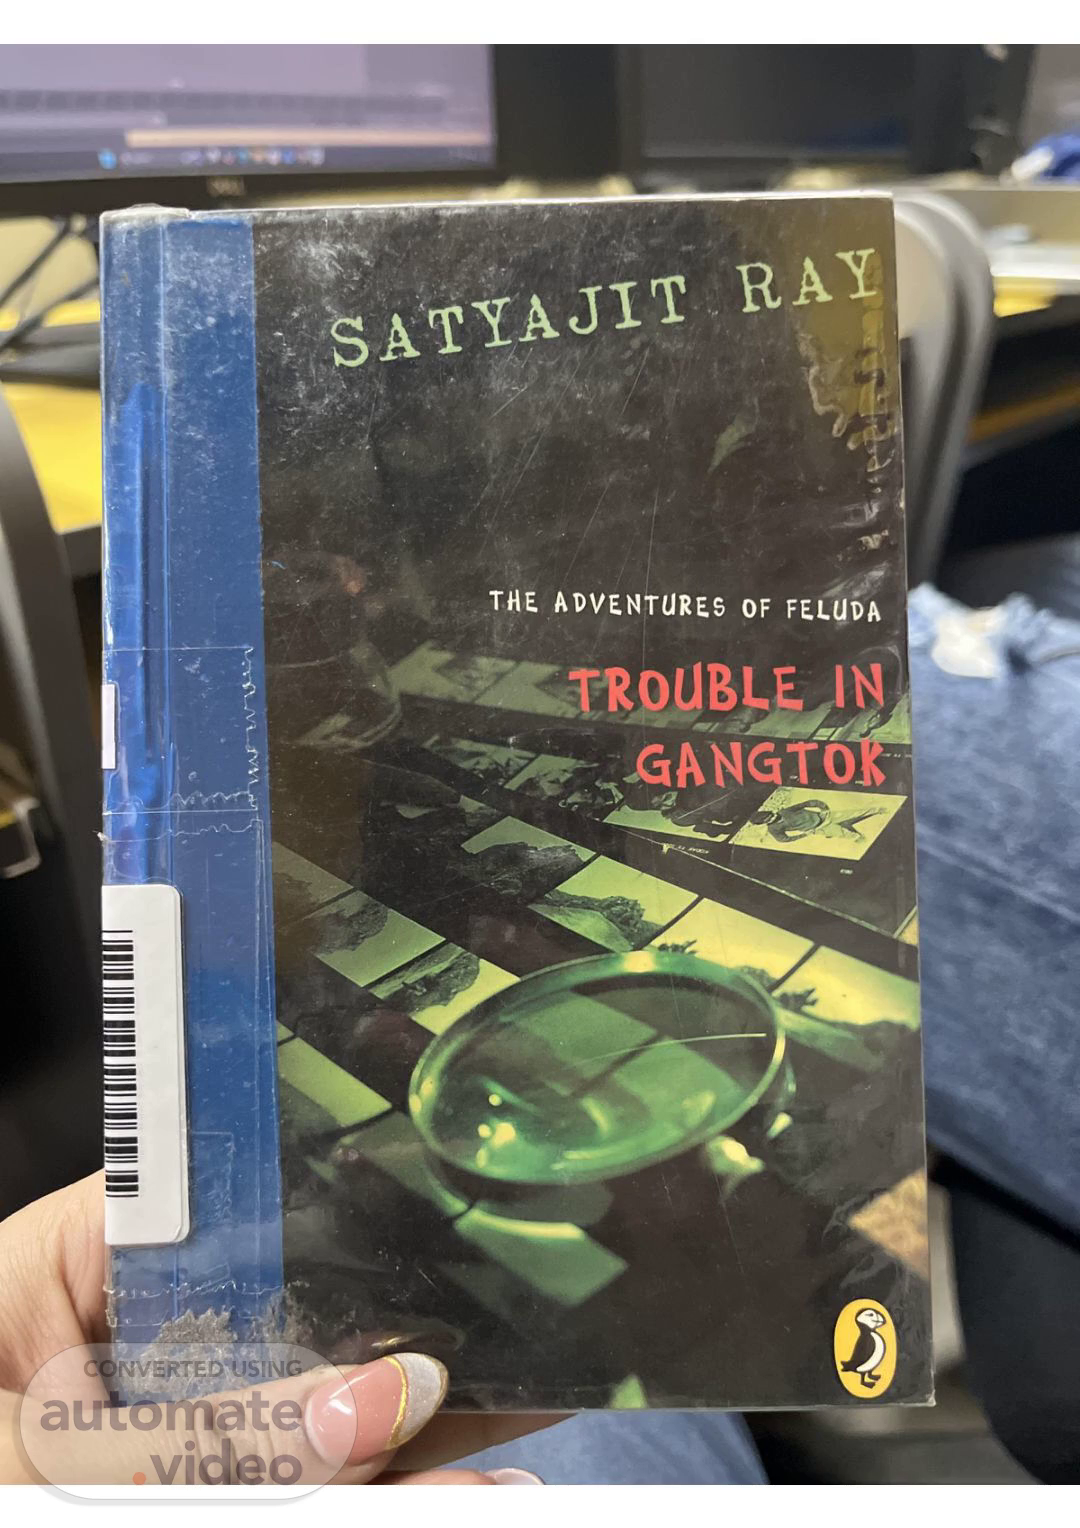 SATYAJIT RAY
THE ADVENTURES OF FELUDA
TROUBLE IN
GANGTOK
CONVERTED USING
automate
.video